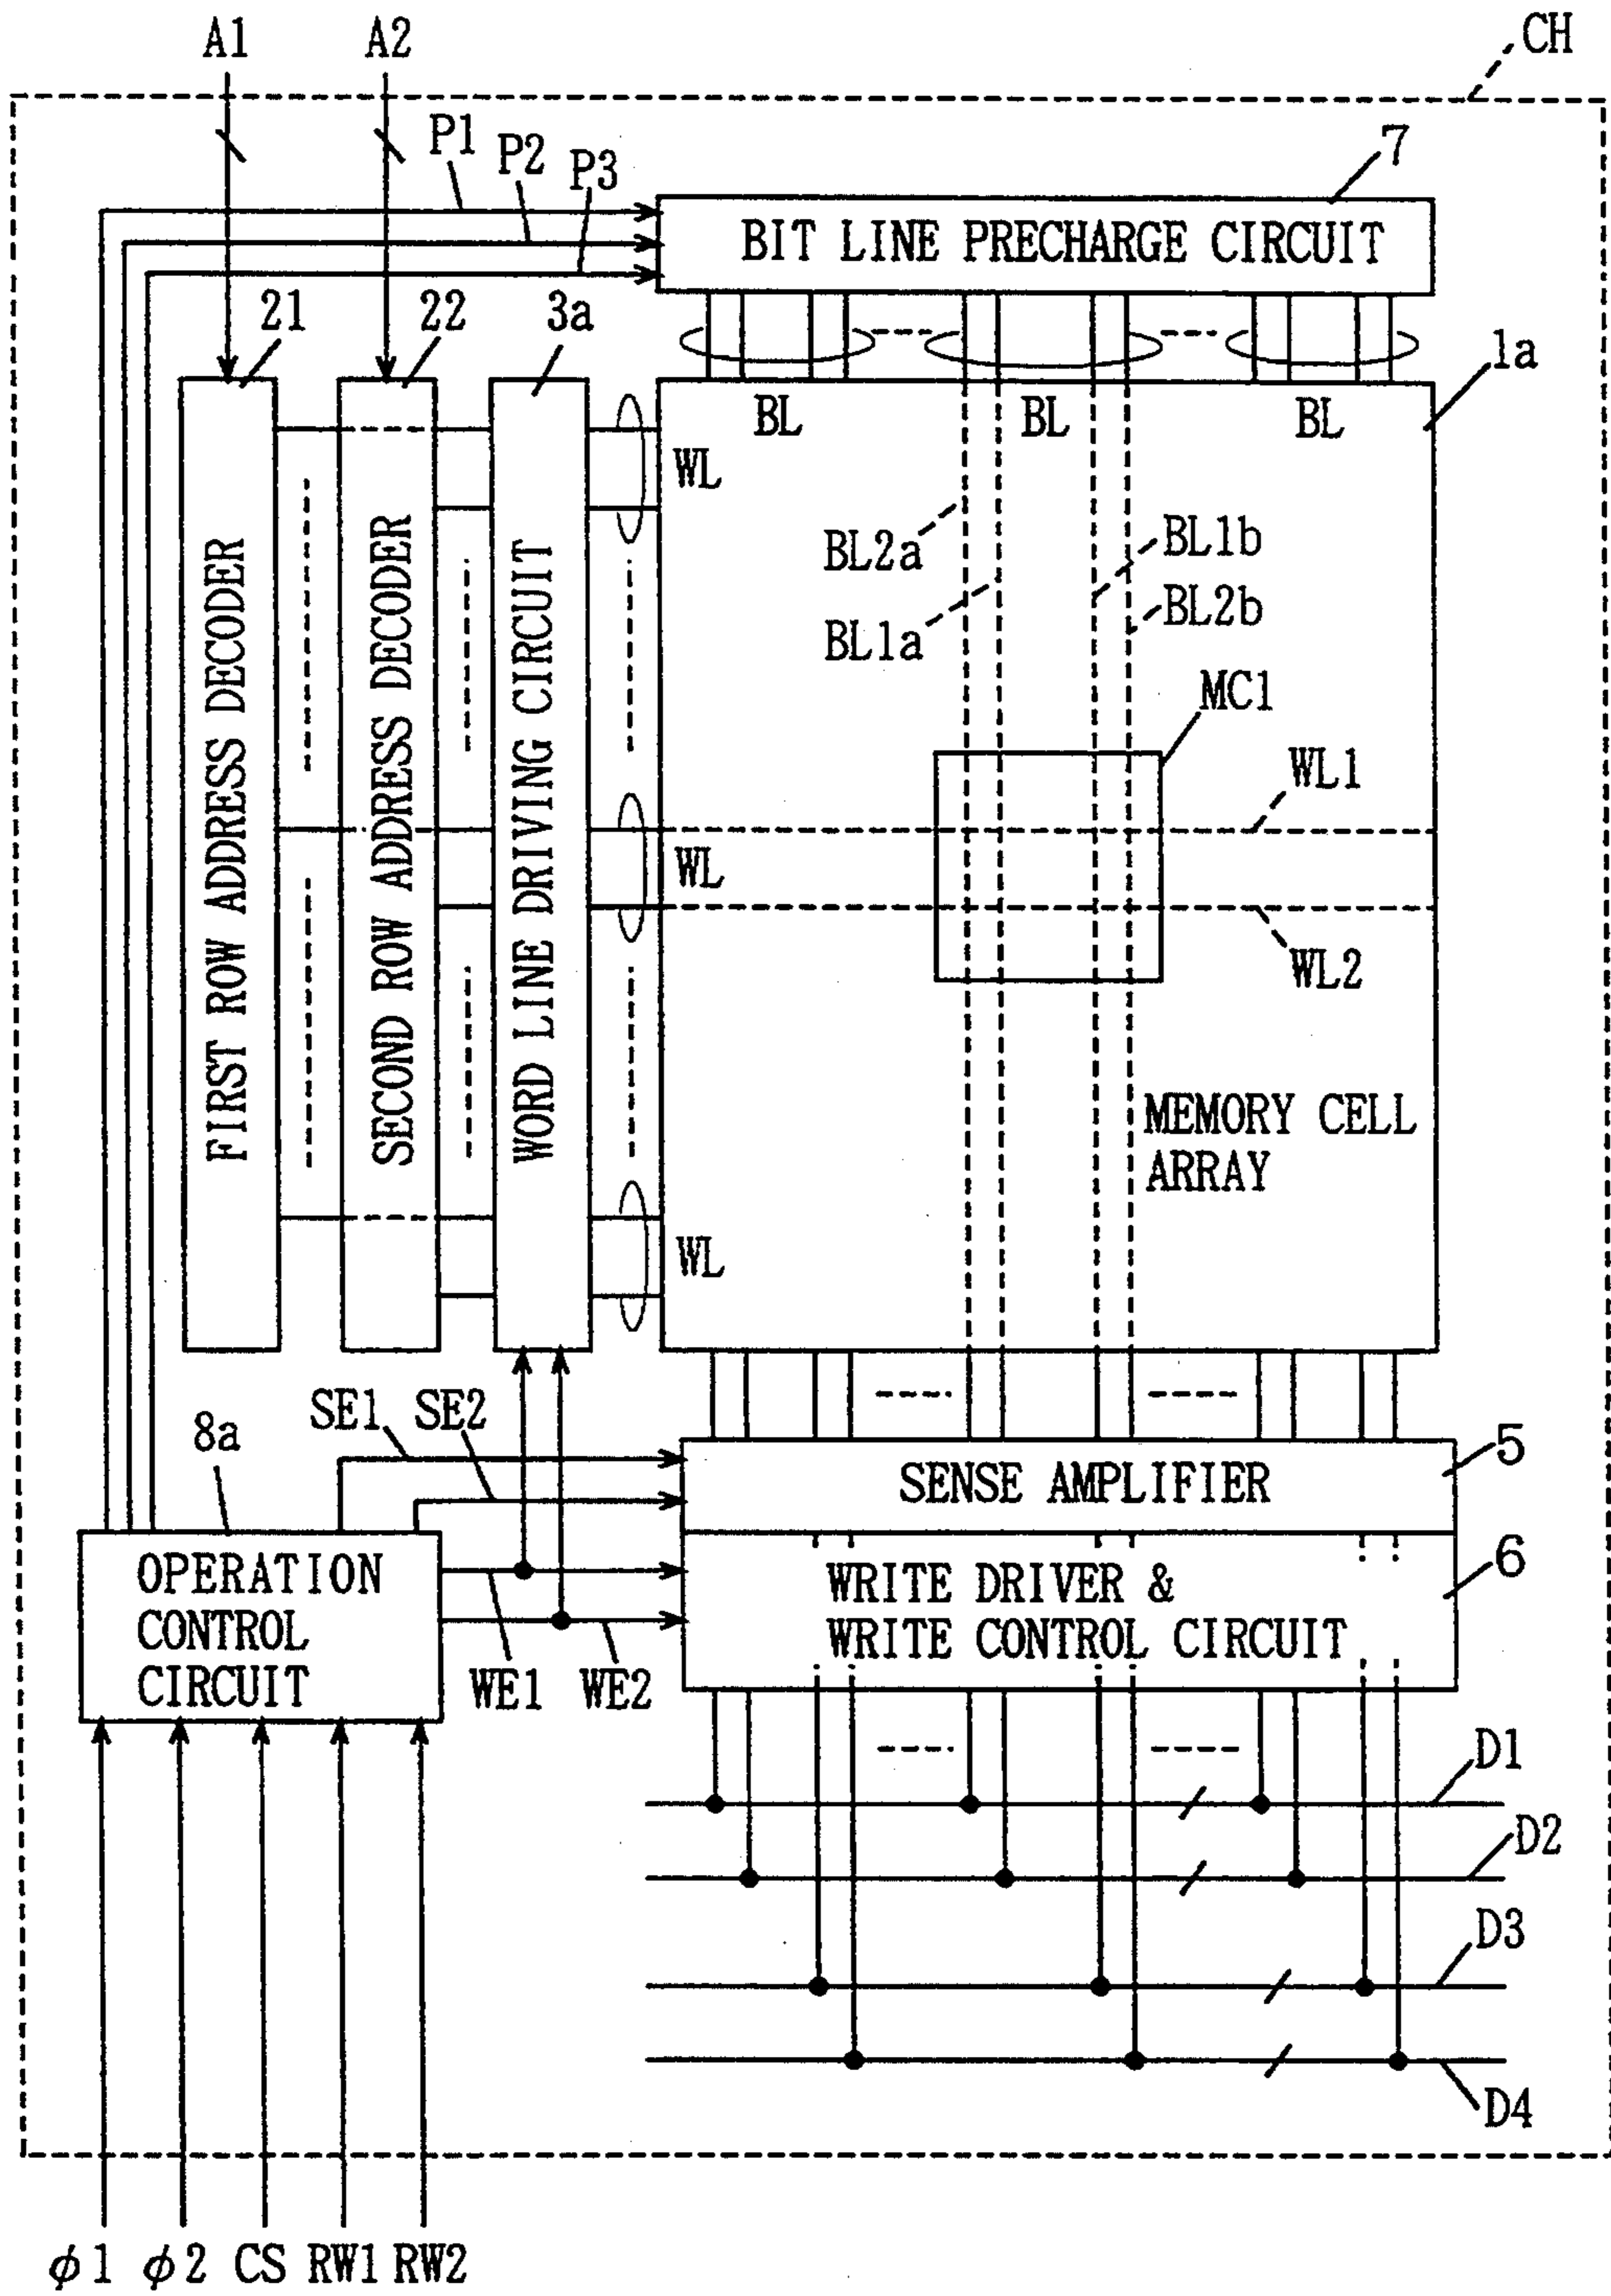 CH
A1
A2
P1
P2
P3
7
BIT LINE PRECHARGE CIRCUIT
21
22
3a
1a
BL
BL
BL
WL
BL2a
BL1b
BL1a
BL2b
FIRST ROW ADDRESS DECODER
SECOND ROW ADDRESS DECODER
WORD LINE DRIVING CIRCUIT
MC1
WL1
WL
WL2
MEMORY CELL
ARRAY
WL
SE1
SE2
8a
5
SENSE AMPLIFIER
OPERATION
CONTROL
CIRCUIT
6
WRITE DRIVER &
WRITE CONTROL CIRCUIT
WE1
WE2
D1
D2
D3
D4
φ1
φ2
CS
RW1
RW2